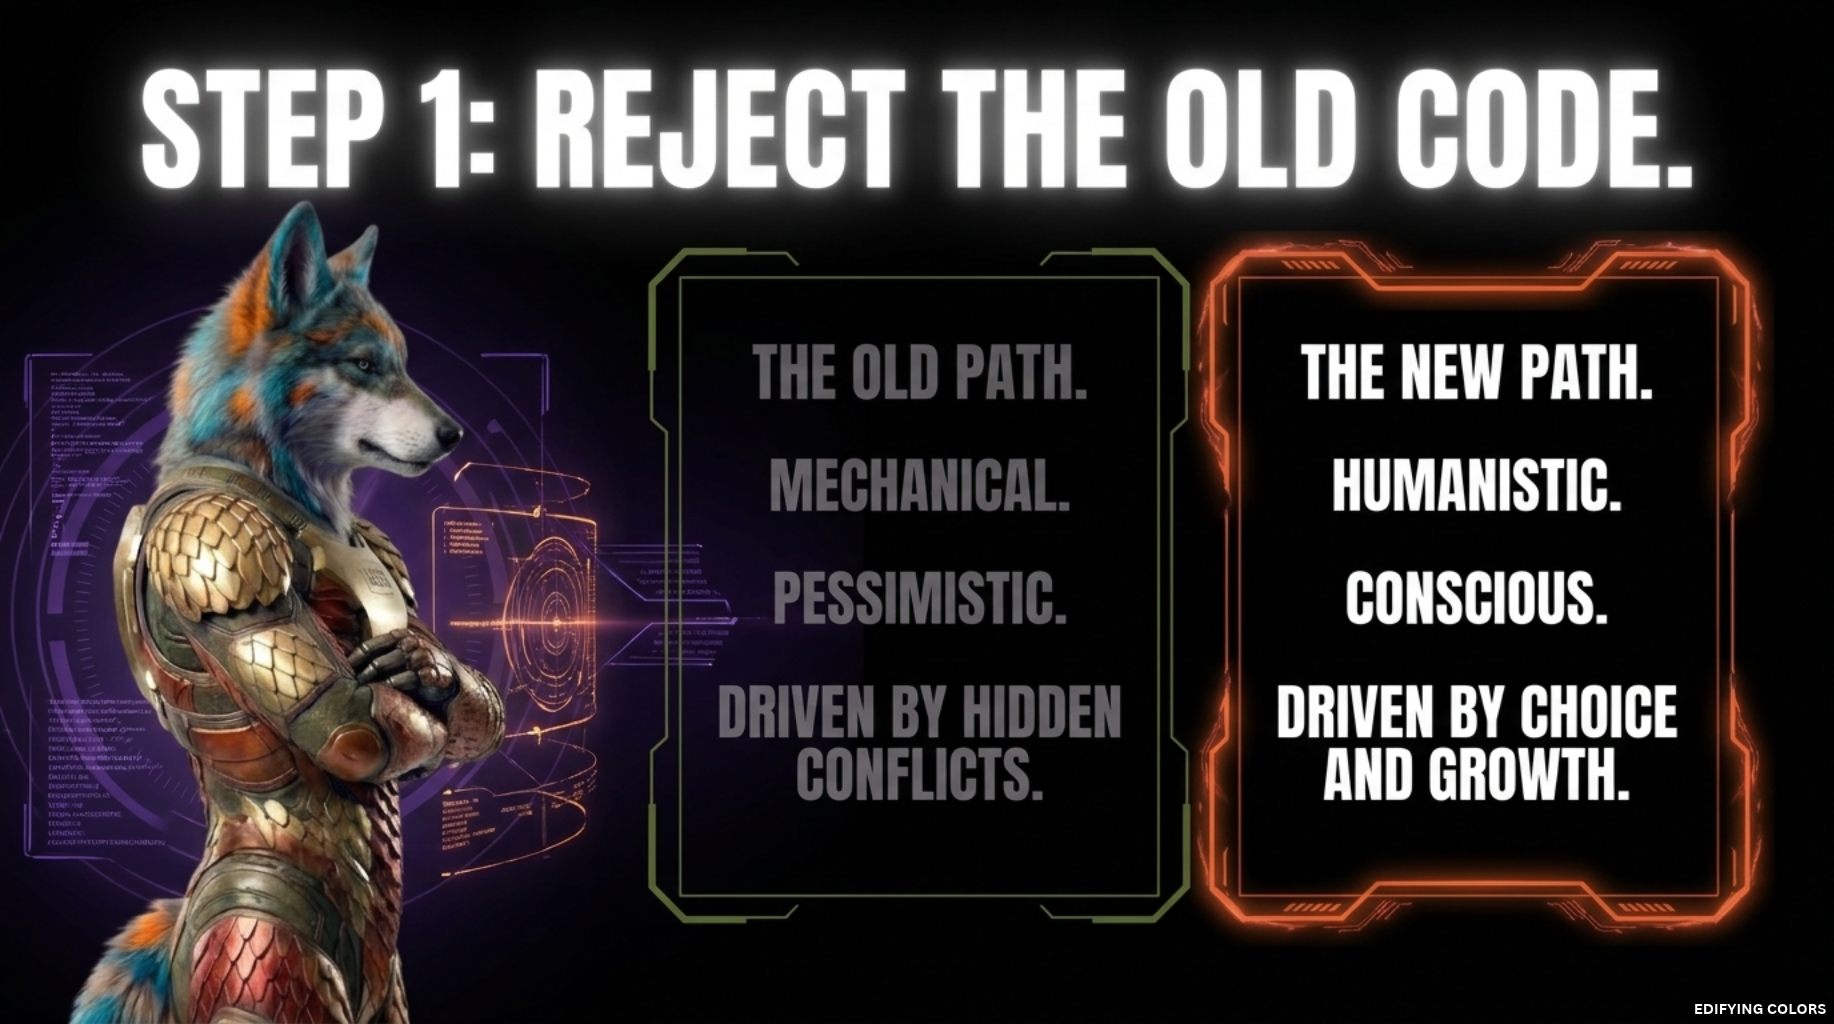 STEP 1: REJECT THE OLD CODE.
THE OLD PATH.
MECHANICAL.
PESSIMISTIC.
DRIVEN BY HIDDEN
CONFLICTS.
THE NEW PATH.
HUMANISTIC.
CONSCIOUS.
DRIVEN BY CHOICE
AND GROWTH.
EDIFYING COLORS